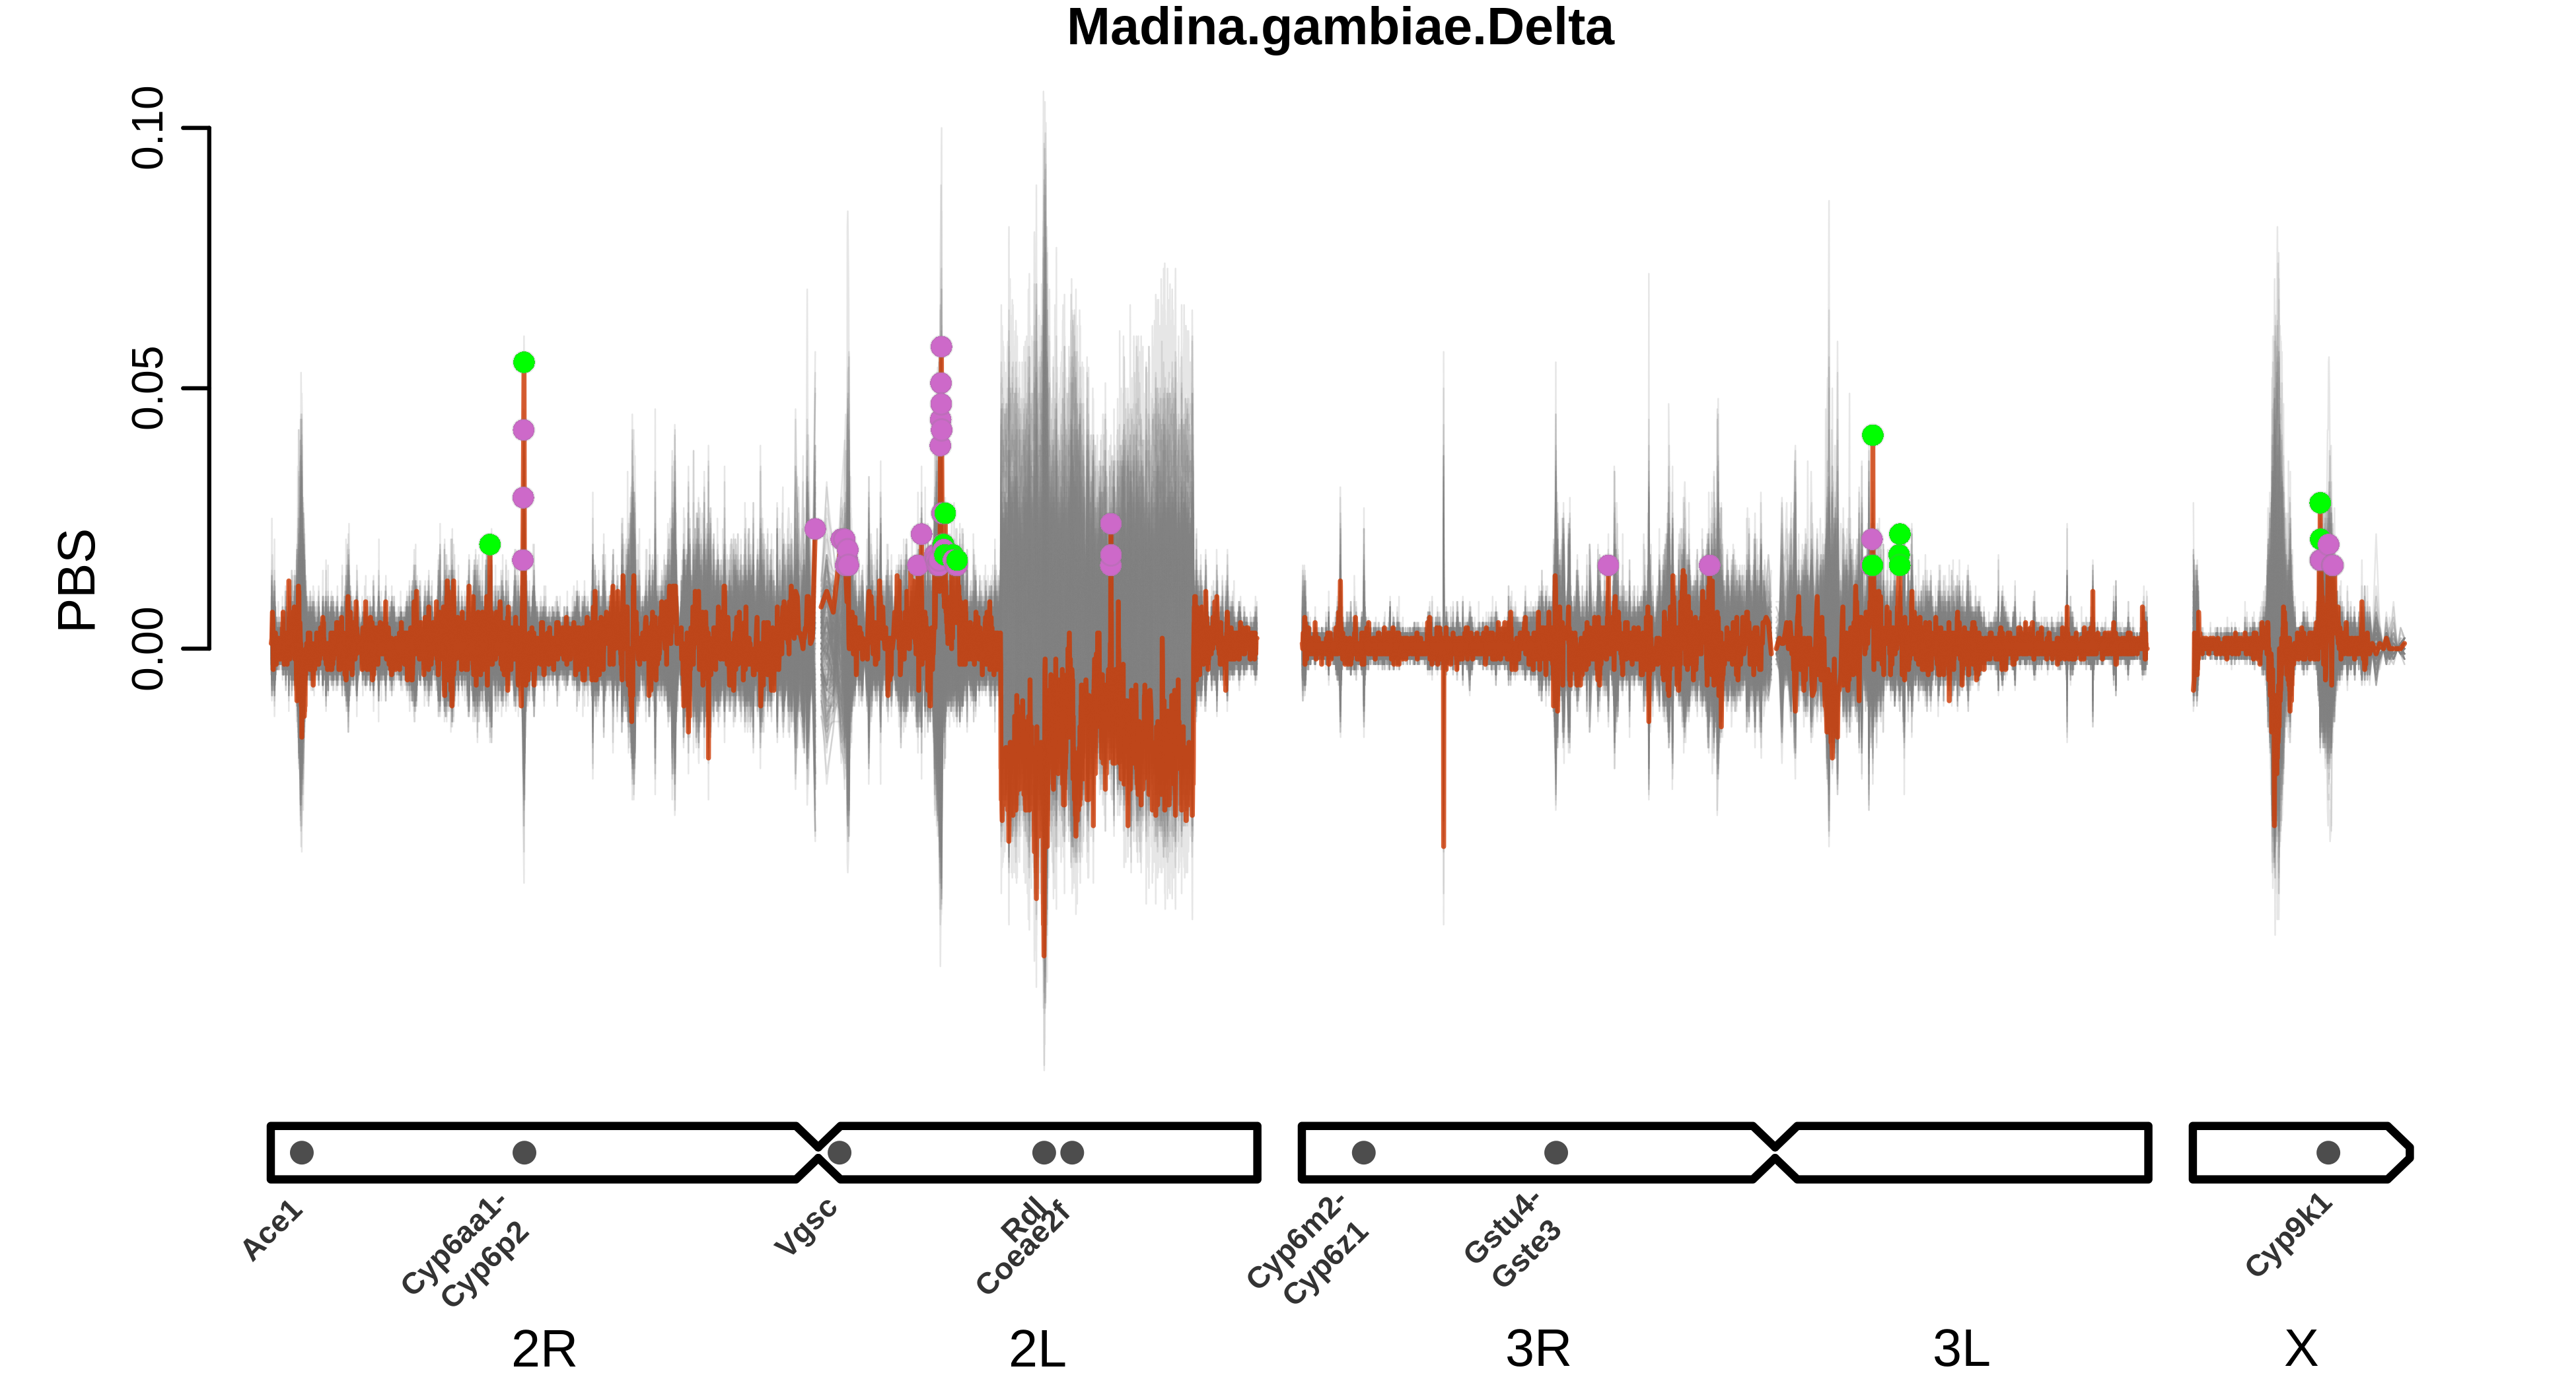 Madina.gambiae.Delta
0.10
0.05
0.00
PBS
Ace1
Cyp6aa1-
Cyp6p2
Vgsc
Rdl
Coeae2f
Cyp6m2-
Cyp6z1
Gstu4-
Gste3
Cyp9k1
2R
2L
3R
3L
X